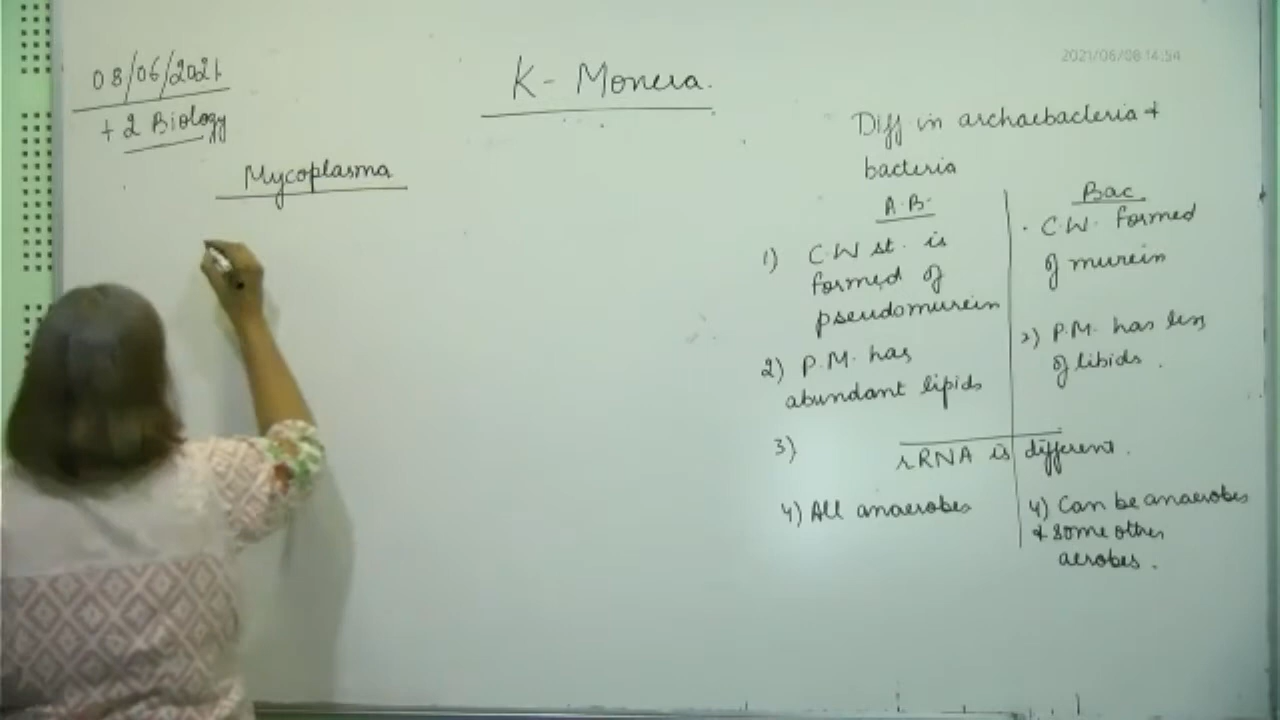 08/06/2021
+2 Biology
K- Monera.
2021/06/08 14:54
Mycoplasma
Diff in archaebacteria +
bacteria
A.B.
1) C.W st. is
formed of
pseudomurein
2) P.M. has
abundant lipids
Bac
· C.W. formed
of murein
2) P.M. has less
of libids.
3) rRNA is different.
4) All anaerobes
4) Can be anaerobes
+ some other
aerobes.